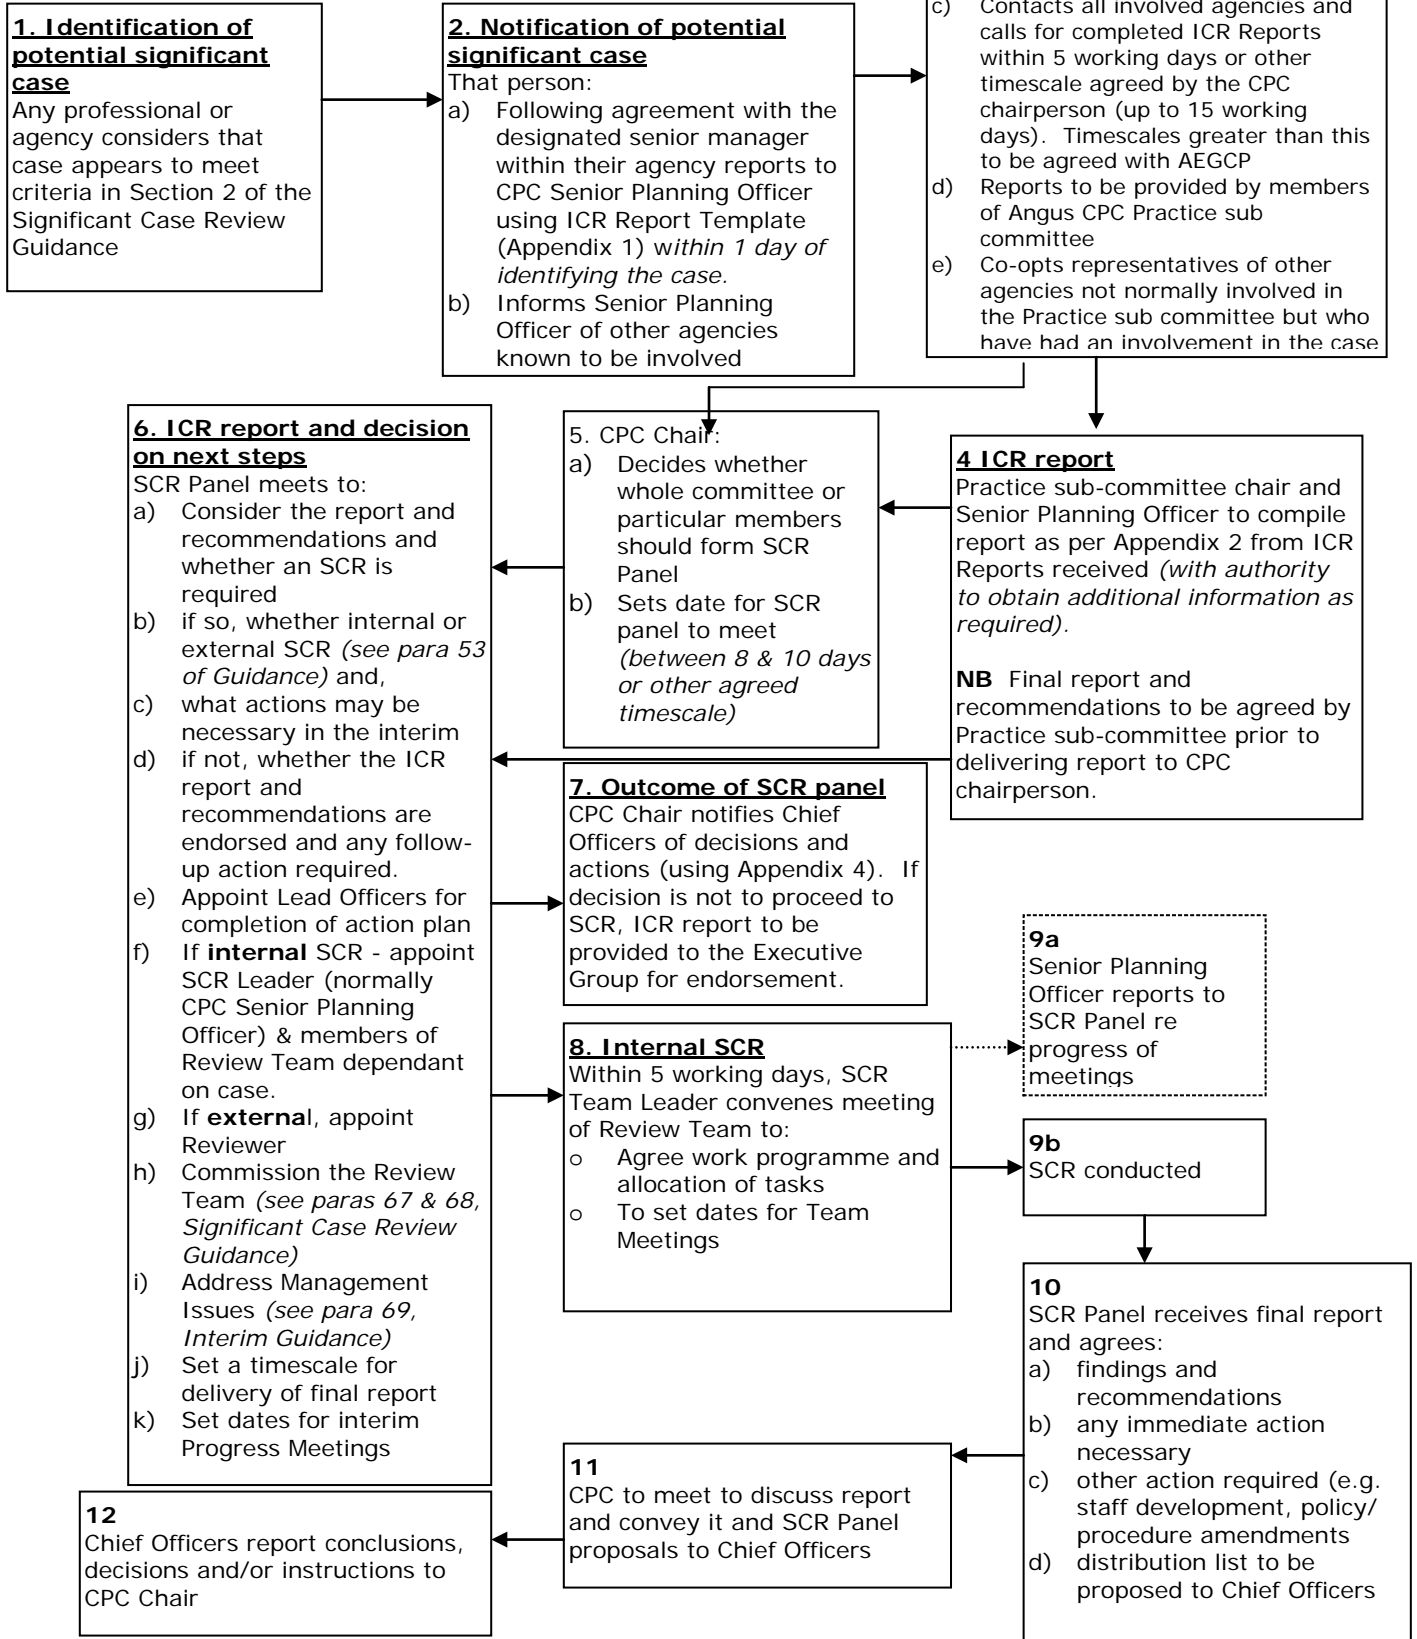 1. Identification of
potential significant
case
Any professional or
agency considers that
case appears to meet
criteria in Section 2 of the
Significant Case Review
Guidance
2. Notification of potential
significant case
That person:
a) Following agreement with the
designated senior manager
within their agency reports to
CPC Senior Planning Officer
using ICR Report Template
(Appendix 1) within 1 day of
identifying the case.
b) Informs Senior Planning
Officer of other agencies
known to be involved
c) Contacts all involved agencies and
calls for completed ICR Reports
within 5 working days or other
timescale agreed by the CPC
chairperson (up to 15 working
days). Timescales greater than this
to be agreed with AEGCP
d) Reports to be provided by members
of Angus CPC Practice sub
committee
e) Co-opts representatives of other
agencies not normally involved in
the Practice sub committee but who
have had an involvement in the case
4 ICR report
Practice sub-committee chair and
Senior Planning Officer to compile
report as per Appendix 2 from ICR
Reports received (with authority
to obtain additional information as
required).
NB Final report and
recommendations to be agreed by
Practice sub-committee prior to
delivering report to CPC
chairperson.
5. CPC Chair:
a) Decides whether
whole committee or
particular members
should form SCR
Panel
b) Sets date for SCR
panel to meet
(between 8 & 10 days
or other agreed
timescale)
6. ICR report and decision
on next steps
SCR Panel meets to:
a) Consider the report and
recommendations and
whether an SCR is
required
b) if so, whether internal or
external SCR (see para 53
of Guidance) and,
c) what actions may be
necessary in the interim
d) if not, whether the ICR
report and
recommendations are
endorsed and any follow-
up action required.
e) Appoint Lead Officers for
completion of action plan
f) If internal SCR - appoint
SCR Leader (normally
CPC Senior Planning
Officer) & members of
Review Team dependant
on case.
g) If external, appoint
Reviewer
h) Commission the Review
Team (see paras 67 & 68,
Significant Case Review
Guidance)
i) Address Management
Issues (see para 69,
Interim Guidance)
j) Set a timescale for
delivery of final report
k) Set dates for interim
Progress Meetings
7. Outcome of SCR panel
CPC Chair notifies Chief
Officers of decisions and
actions (using Appendix 4). If
decision is not to proceed to
SCR, ICR report to be
provided to the Executive
Group for endorsement.
8. Internal SCR
Within 5 working days, SCR
Team Leader convenes meeting
of Review Team to:
o Agree work programme and
allocation of tasks
o To set dates for Team
Meetings
9a
Senior Planning
Officer reports to
SCR Panel re
progress of
meetings
9b
SCR conducted
10
SCR Panel receives final report
and agrees:
a) findings and
recommendations
b) any immediate action
necessary
c) other action required (e.g.
staff development, policy/
procedure amendments
d) distribution list to be
proposed to Chief Officers
11
CPC to meet to discuss report
and convey it and SCR Panel
proposals to Chief Officers
12
Chief Officers report conclusions,
decisions and/or instructions to
CPC Chair